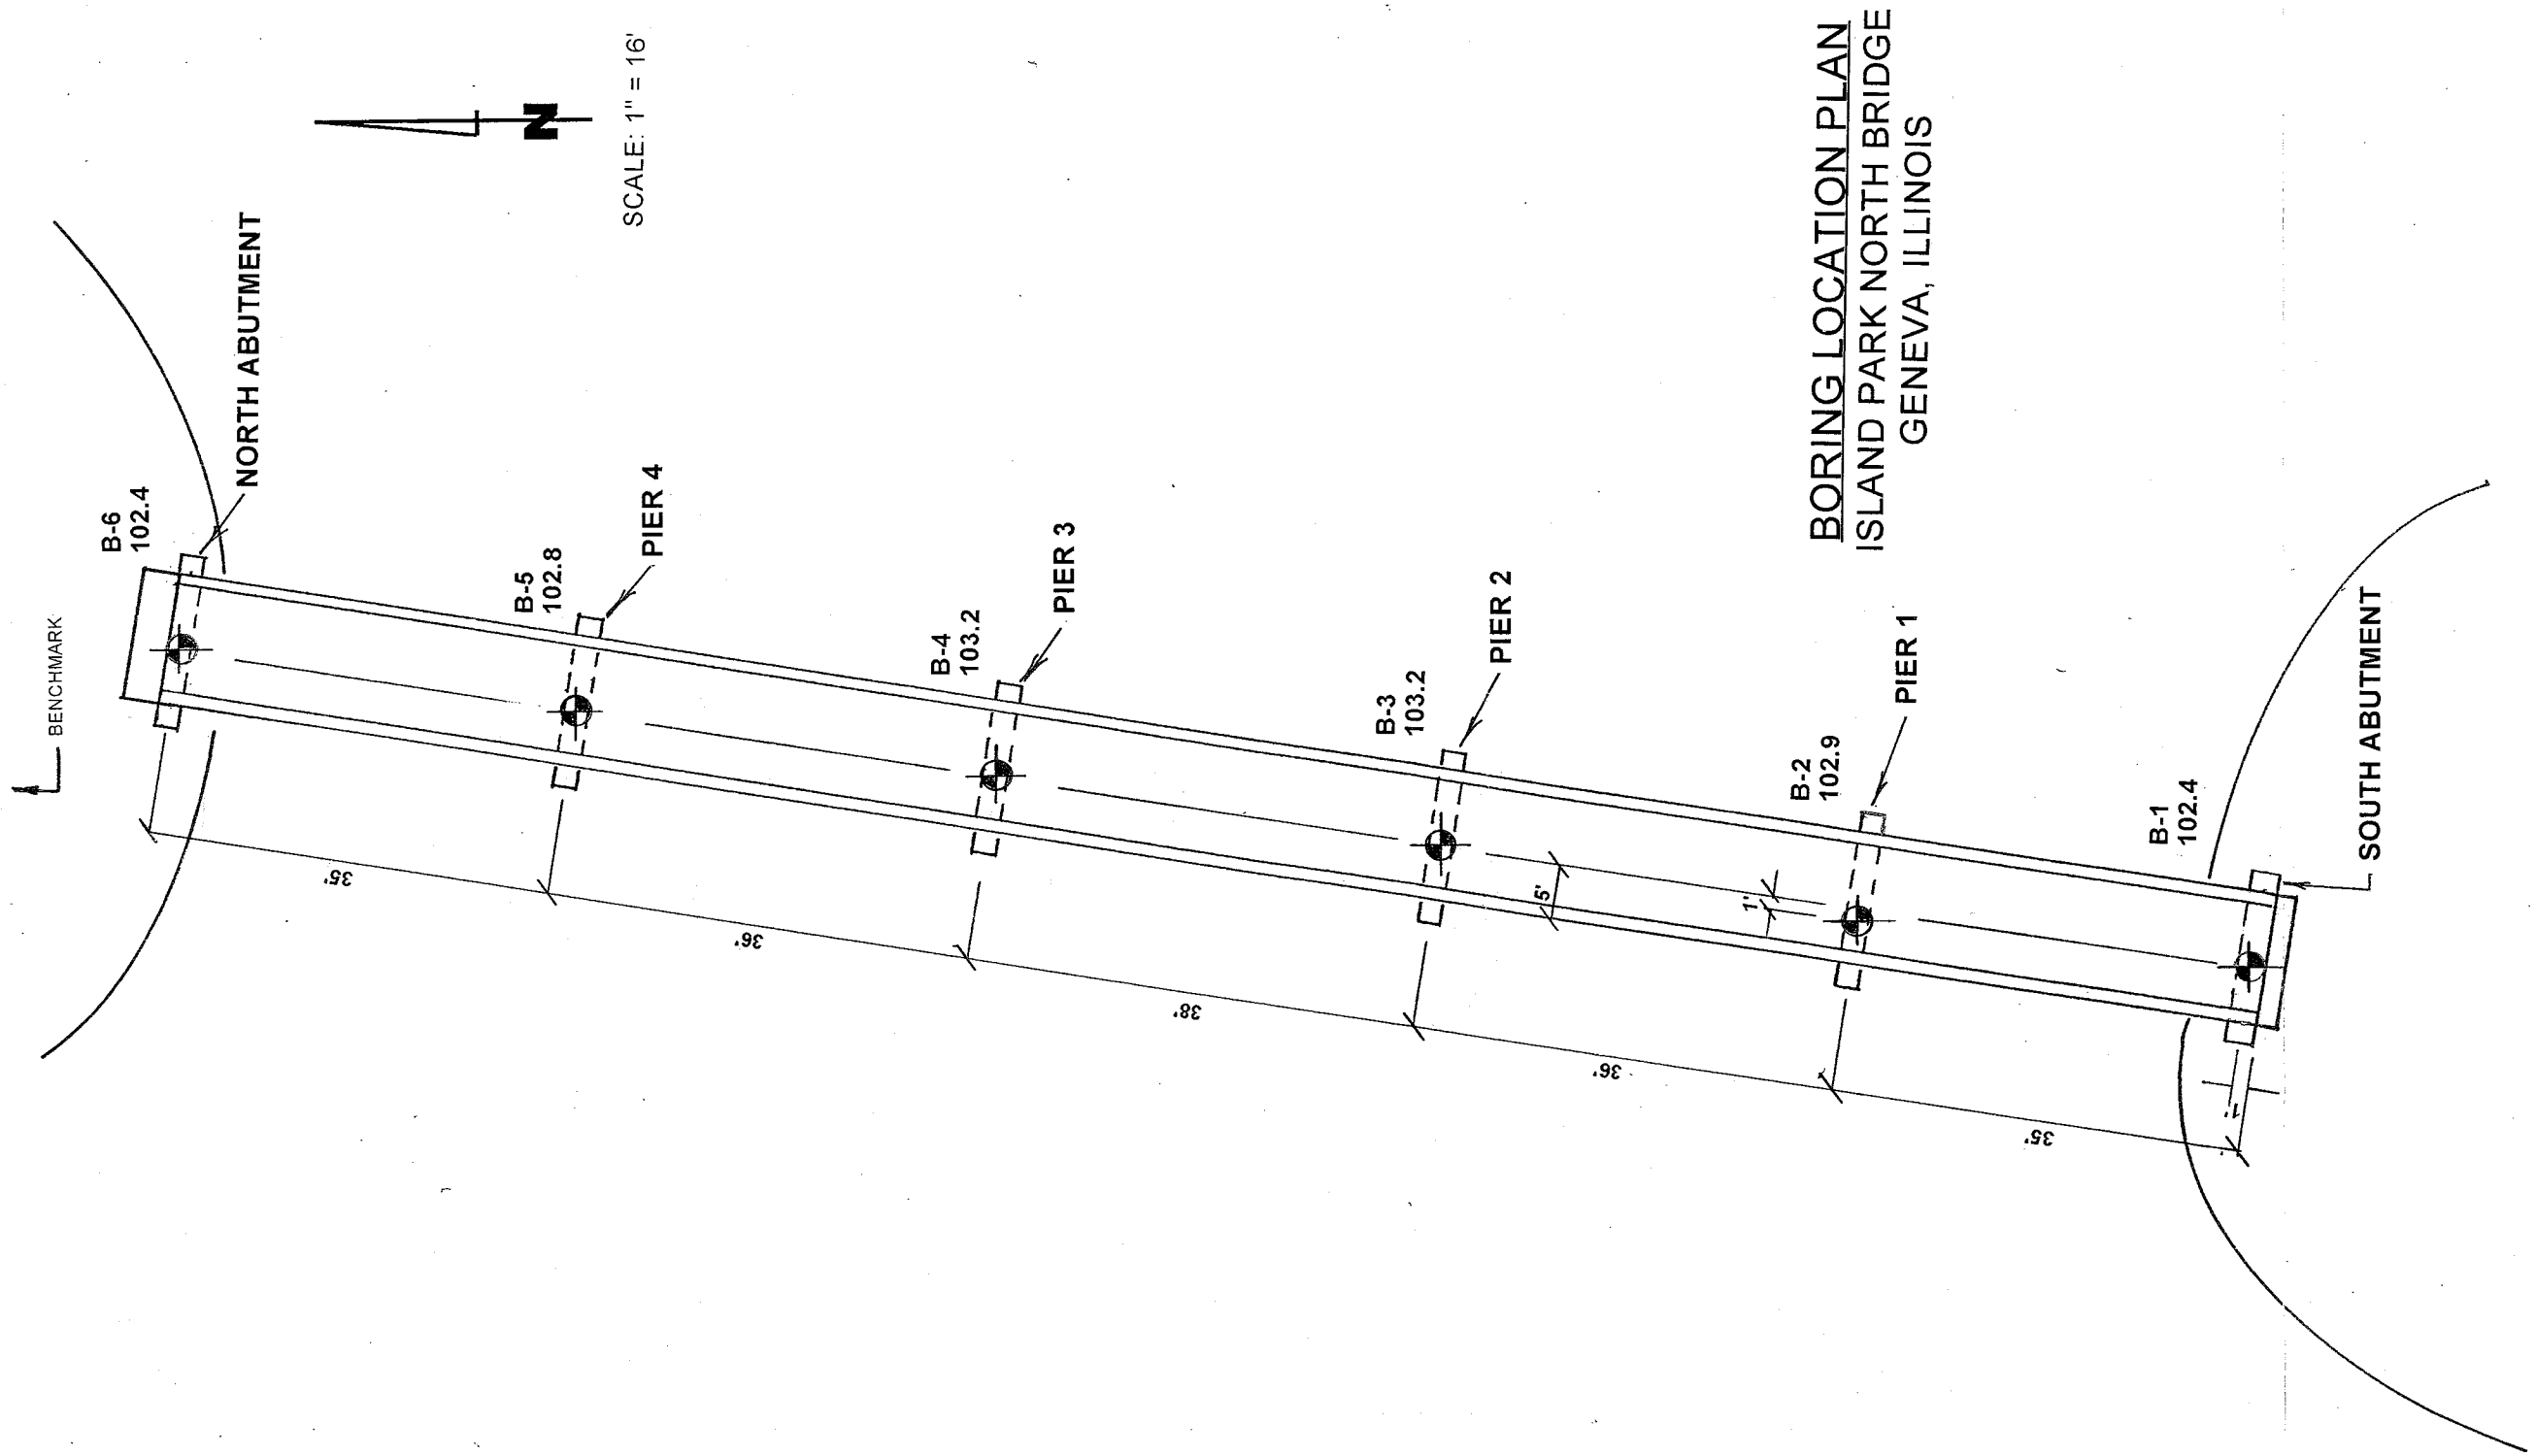 BENCHMARK
B-6
102.4
NORTH ABUTMENT
N
SCALE: 1" = 16'
35'
B-5
102.8
PIER 4
36'
B-4
103.2
PIER 3
38'
B-3
103.2
PIER 2
5'
1'
36'
B-2
102.9
PIER 1
35'
B-1
102.4
SOUTH ABUTMENT
BORING LOCATION PLAN
ISLAND PARK NORTH BRIDGE
GENEVA, ILLINOIS